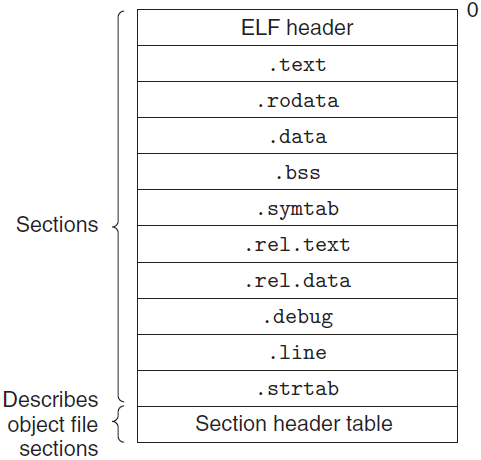 0
ELF header
.text
.rodata
.data
.bss
.symtab
.rel.text
.rel.data
.debug
.line
.strtab
Section header table
Sections
Describes
object file
sections